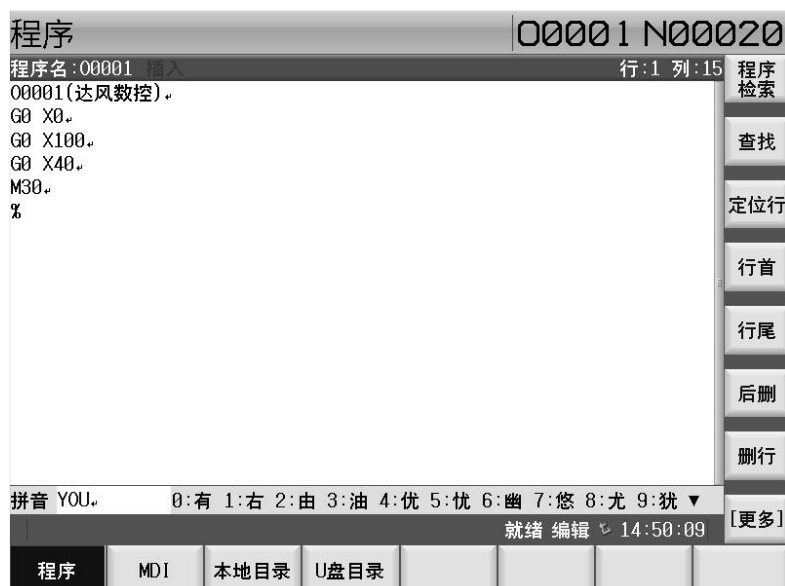 程序 O0001 N00020
程序名:O0001 插入 行:1 列:15
O0001(达风数控)↵
G0 X0↵
G0 X100↵
G0 X40↵
M30↵
%
程序检索
查找
定位行
行首
行尾
后删
删行
[更多]
拼音 YOU↵ 0:有 1:右 2:由 3:油 4:优 5:忧 6:幽 7:悠 8:尤 9:犹 ▼
就绪 编辑 14:50:09
程序 MDI 本地目录 U盘目录